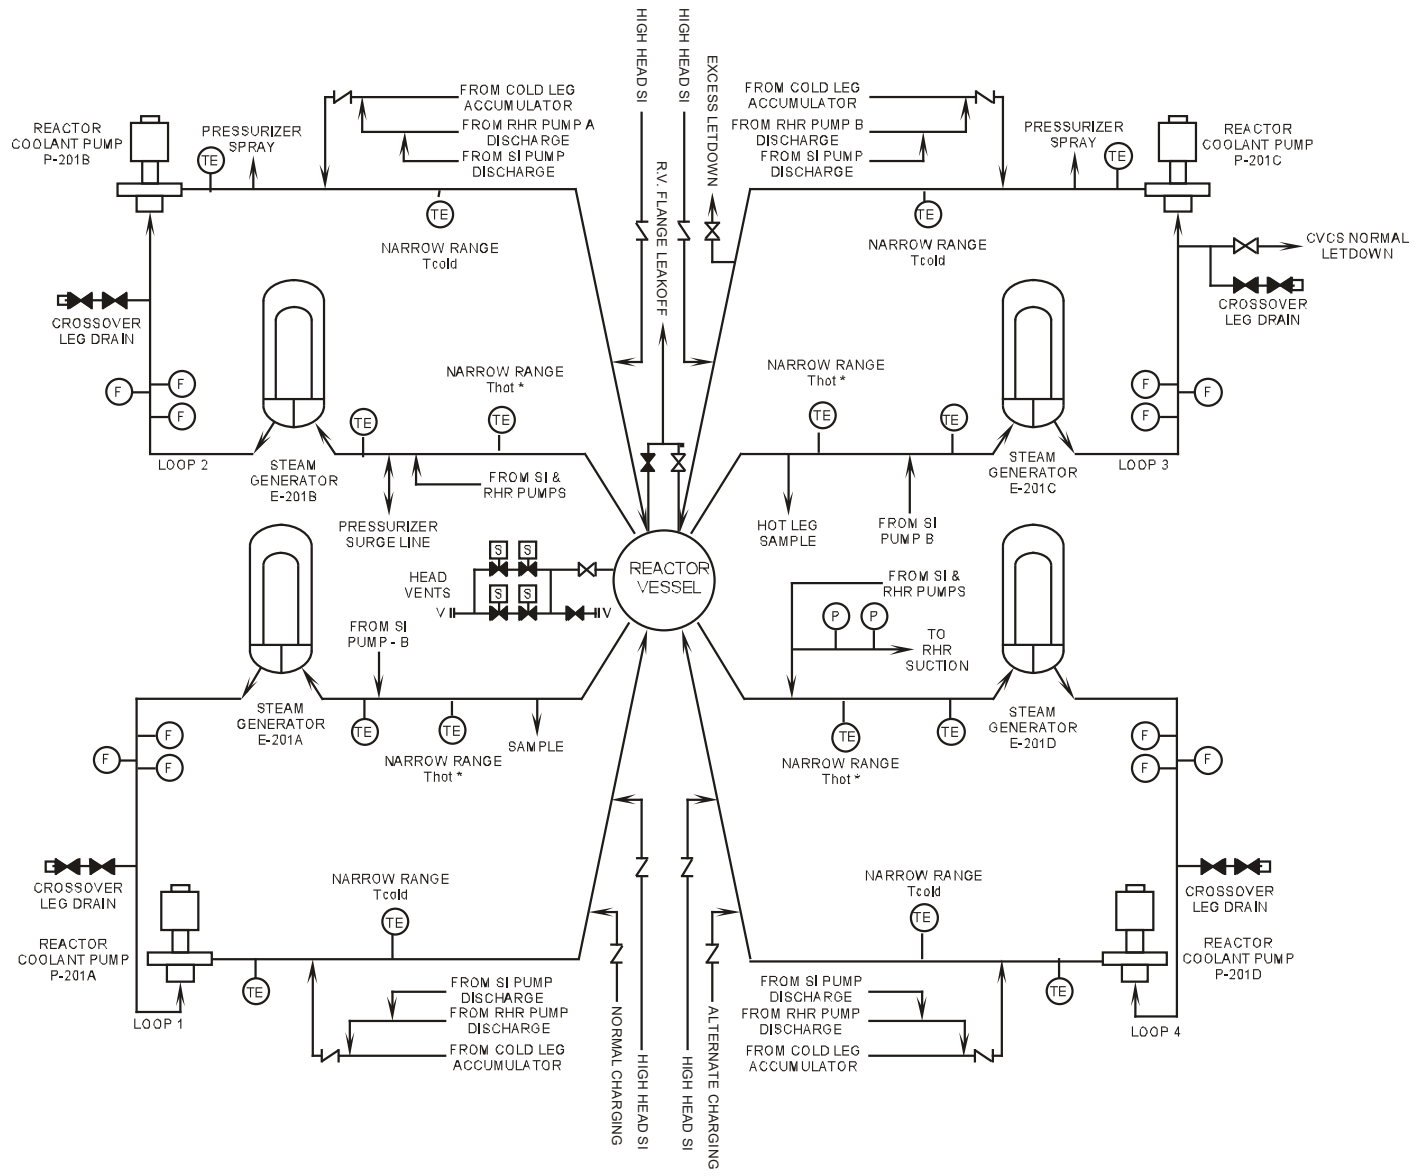 HIGH HEAD SI
HIGH HEAD SI
EXCESS LETDOWN
R.V. FLANGE LEAKOFF
REACTOR
COOLANT PUMP
P-201B
PRESSURIZER
SPRAY
TE
FROM COLD LEG
ACCUMULATOR
FROM RHR PUMP A
DISCHARGE
FROM SI PUMP
DISCHARGE
TE
NARROW RANGE
Tcold
CROSSOVER
LEG DRAIN
F
F
F
LOOP 2
STEAM
GENERATOR
E-201B
TE
NARROW RANGE
Thot *
TE
FROM SI &
RHR PUMPS
PRESSURIZER
SURGE LINE
FROM COLD LEG
ACCUMULATOR
FROM RHR PUMP B
DISCHARGE
FROM SI PUMP
DISCHARGE
PRESSURIZER
SPRAY
TE
REACTOR
COOLANT PUMP
P-201C
TE
NARROW RANGE
Tcold
CVCS NORMAL
LETDOWN
CROSSOVER
LEG DRAIN
NARROW RANGE
Thot *
TE
TE
F
F
F
LOOP 3
STEAM
GENERATOR
E-201C
HOT LEG
SAMPLE
FROM SI
PUMP B
REACTOR
VESSEL
HEAD
VENTS
S
S
S
S
V
V
FROM SI
PUMP - B
STEAM
GENERATOR
E-201A
TE
TE
NARROW RANGE
Thot *
SAMPLE
F
F
F
CROSSOVER
LEG DRAIN
REACTOR
COOLANT PUMP
P-201A
LOOP 1
TE
NARROW RANGE
Tcold
TE
FROM SI PUMP
DISCHARGE
FROM RHR PUMP
DISCHARGE
FROM COLD LEG
ACCUMULATOR
NORMAL CHARGING
HIGH HEAD SI
HIGH HEAD SI
ALTERNATE CHARGING
FROM SI &
RHR PUMPS
P
P
TO
RHR
SUCTION
TE
NARROW RANGE
Thot *
TE
STEAM
GENERATOR
E-201D
F
F
F
CROSSOVER
LEG DRAIN
NARROW RANGE
Tcold
TE
TE
REACTOR
COOLANT PUMP
P-201D
LOOP 4
FROM SI PUMP
DISCHARGE
FROM RHR PUMP
DISCHARGE
FROM COLD LEG
ACCUMULATOR